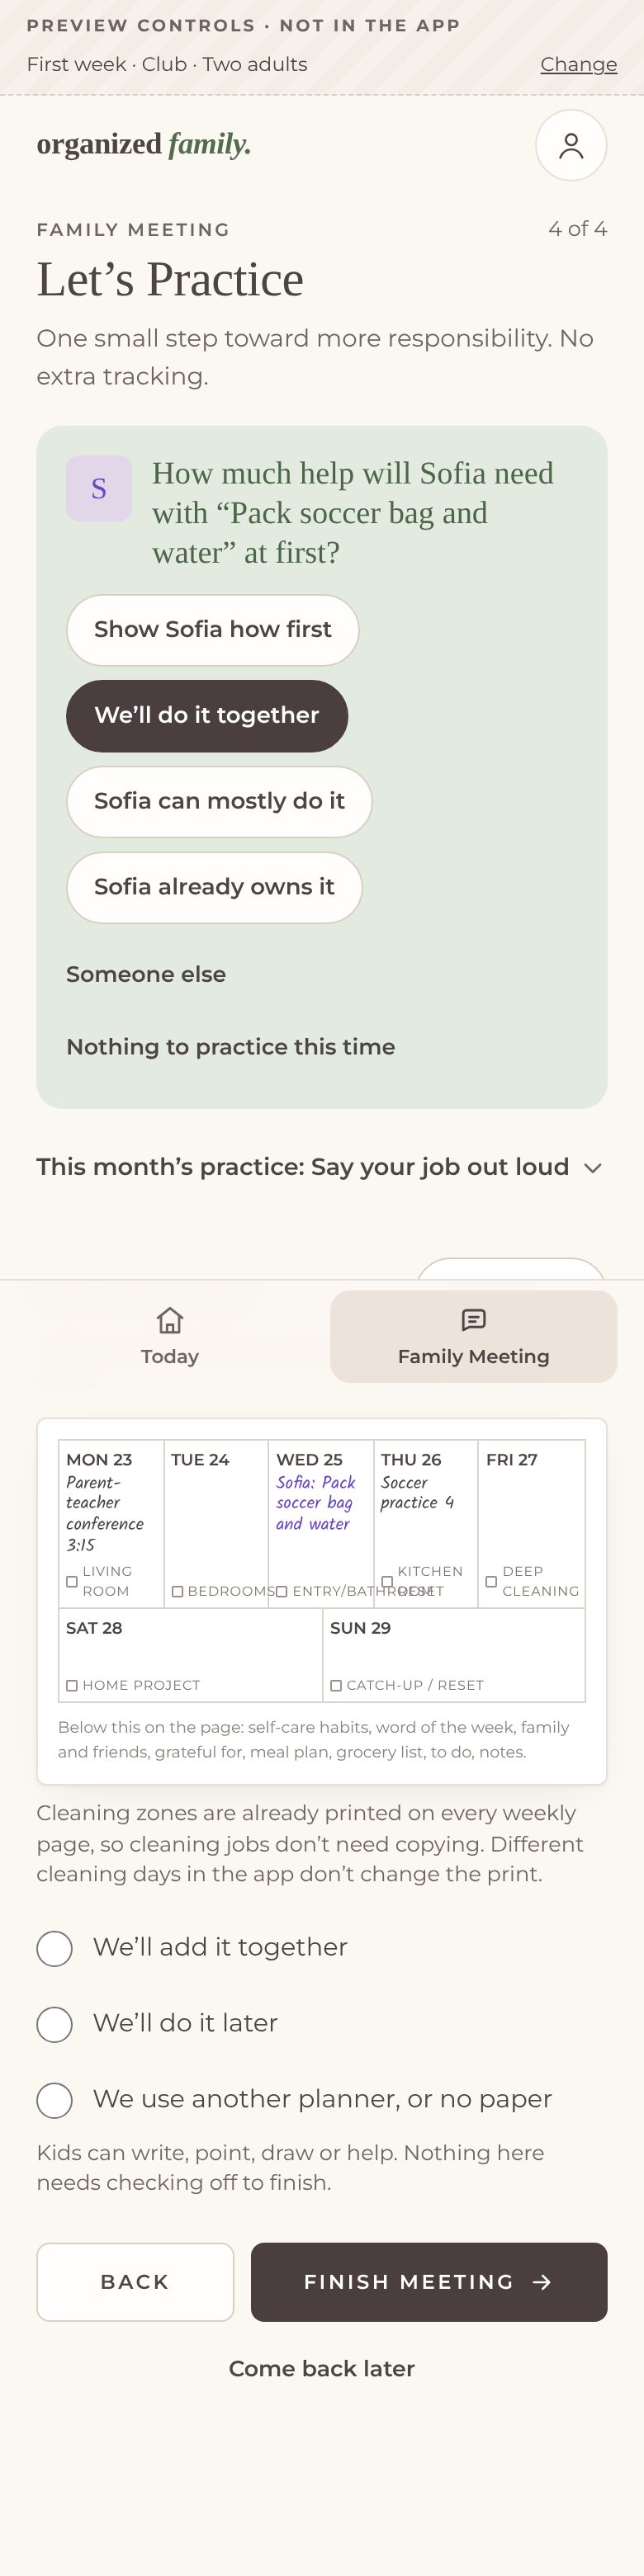 PREVIEW CONTROLS · NOT IN THE APP
First week · Club · Two adults
Change
organized family.
FAMILY MEETING
4 of 4
Let’s Practice
One small step toward more responsibility. No
extra tracking.
S
How much help will Sofia need
with “Pack soccer bag and
water” at first?
Show Sofia how first
We’ll do it together
Sofia can mostly do it
Sofia already owns it
Someone else
Nothing to practice this time
This month’s practice: Say your job out loud
Today
Family Meeting
MON 23
Parent-
teacher
conference
3:15
LIVING
ROOM
TUE 24
BEDROOMS
WED 25
Sofia: Pack
soccer bag
and water
ENTRY/BATHROOM
THU 26
Soccer
practice 4
KITCHEN
RESET
FRI 27
DEEP
CLEANING
SAT 28
HOME PROJECT
SUN 29
CATCH-UP / RESET
Below this on the page: self-care habits, word of the week, family
and friends, grateful for, meal plan, grocery list, to do, notes.
Cleaning zones are already printed on every weekly
page, so cleaning jobs don’t need copying. Different
cleaning days in the app don’t change the print.
We’ll add it together
We’ll do it later
We use another planner, or no paper
Kids can write, point, draw or help. Nothing here
needs checking off to finish.
BACK
FINISH MEETING
Come back later